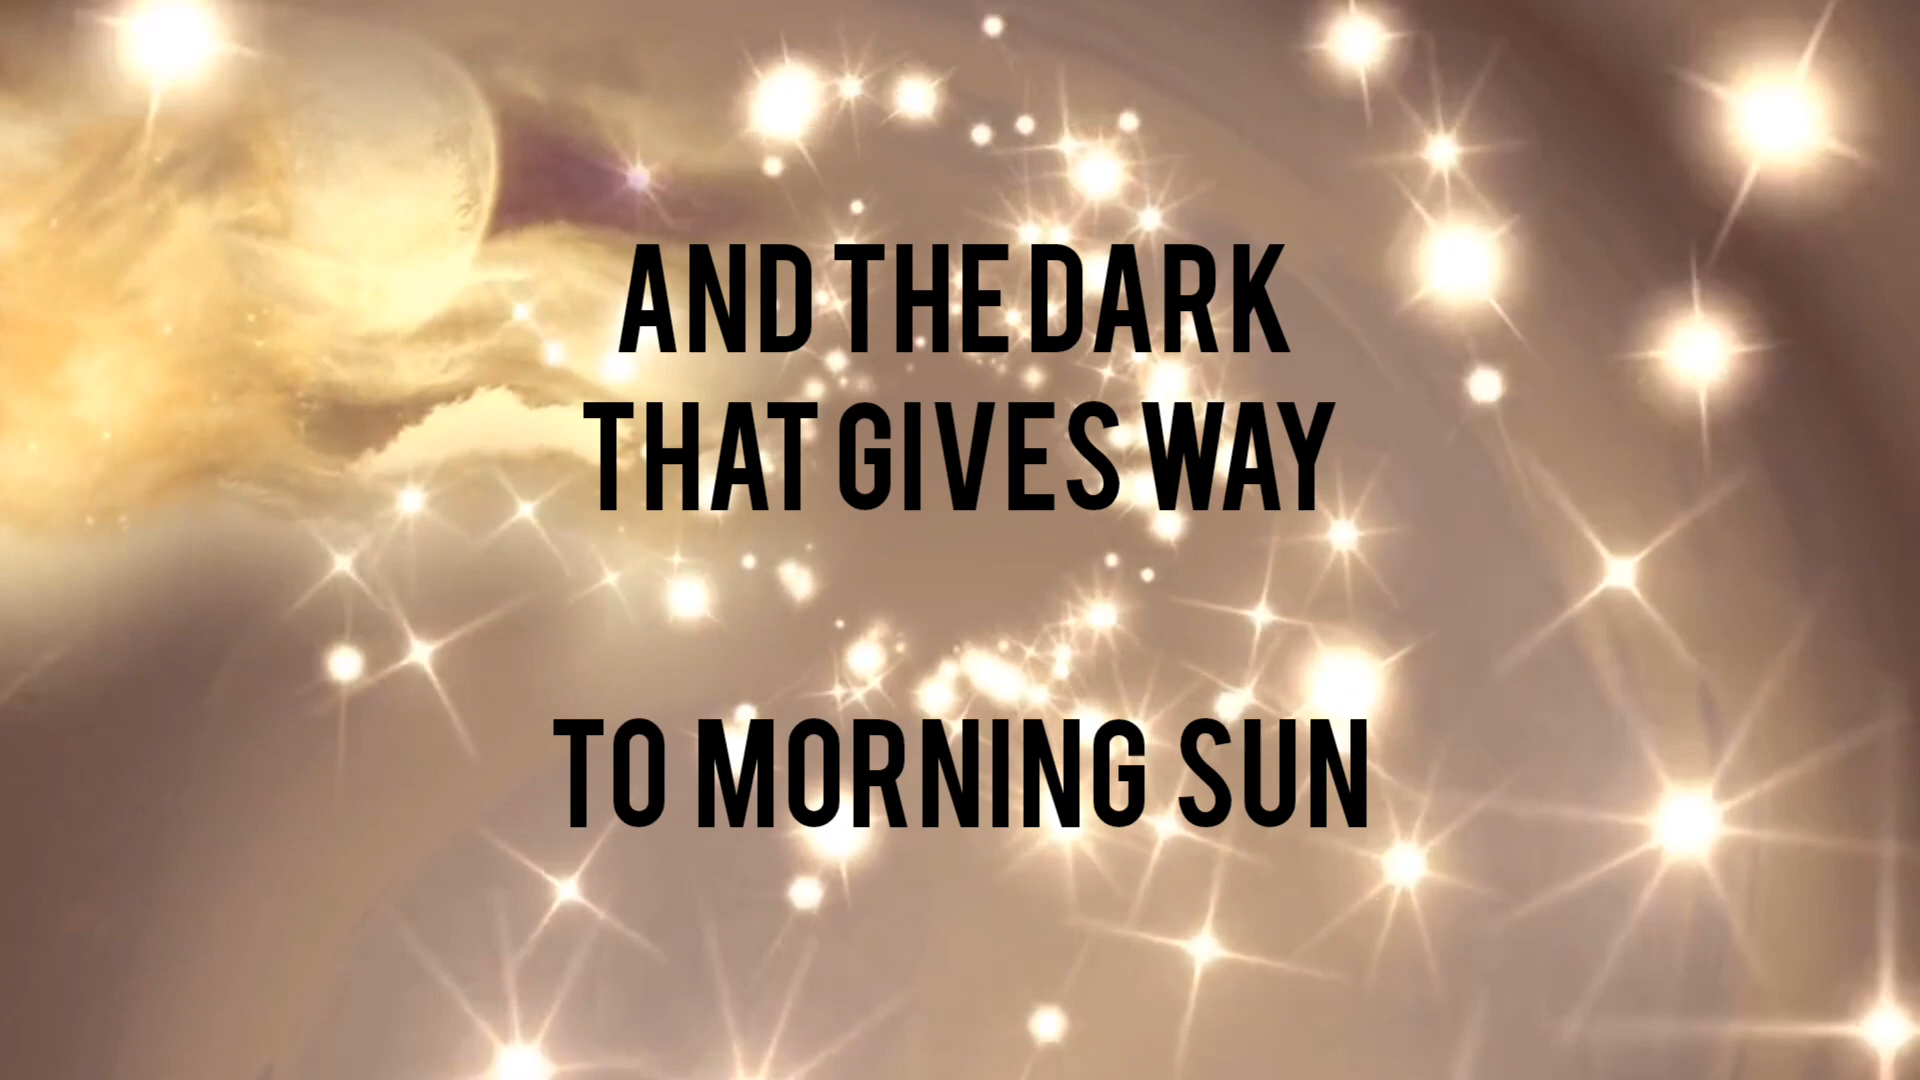 AND THE DARK
THAT GIVES WAY
TO MORNING SUN